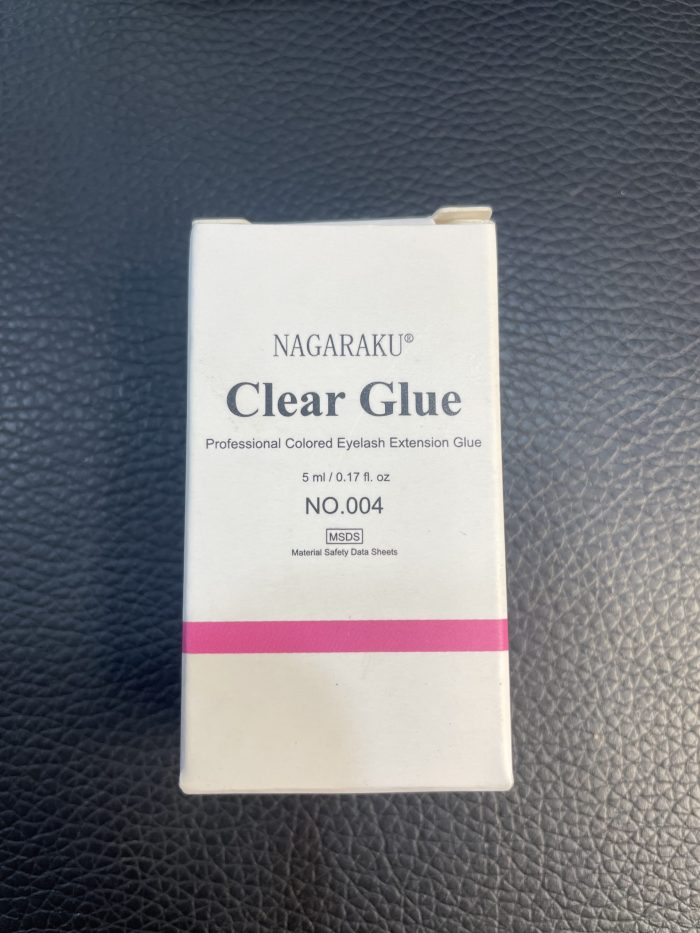 NAGARAKU®
Clear Glue
Professional Colored Eyelash Extension Glue
5 ml / 0.17 fl. oz
NO.004
MSDS
Material Safety Data Sheets